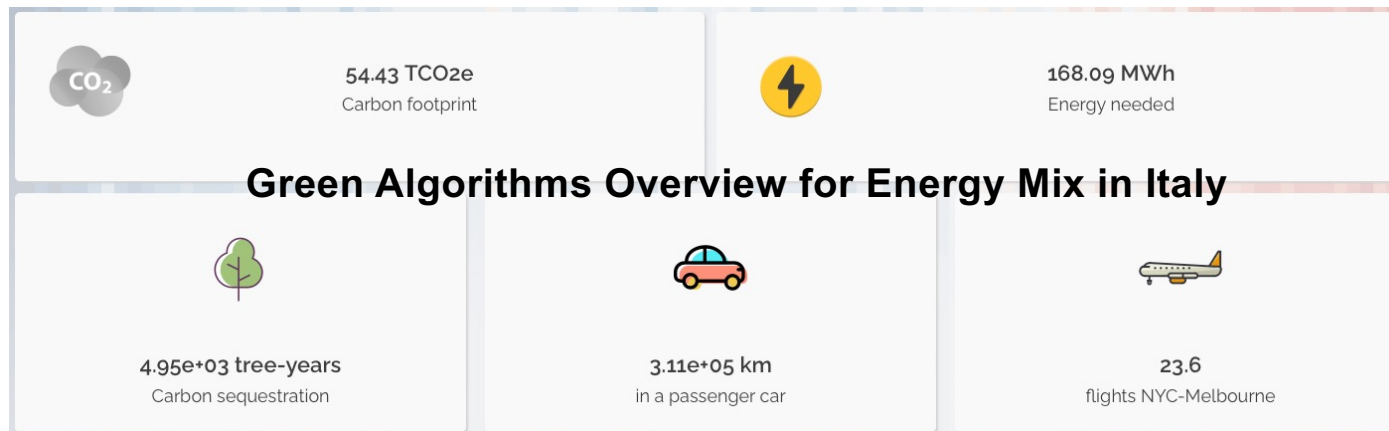 CO2
54.43 TCO2e
Carbon footprint
168.09 MWh
Energy needed
Green Algorithms Overview for Energy Mix in Italy
4.95e+03 tree-years
Carbon sequestration
3.11e+05 km
in a passenger car
23.6
flights NYC-Melbourne